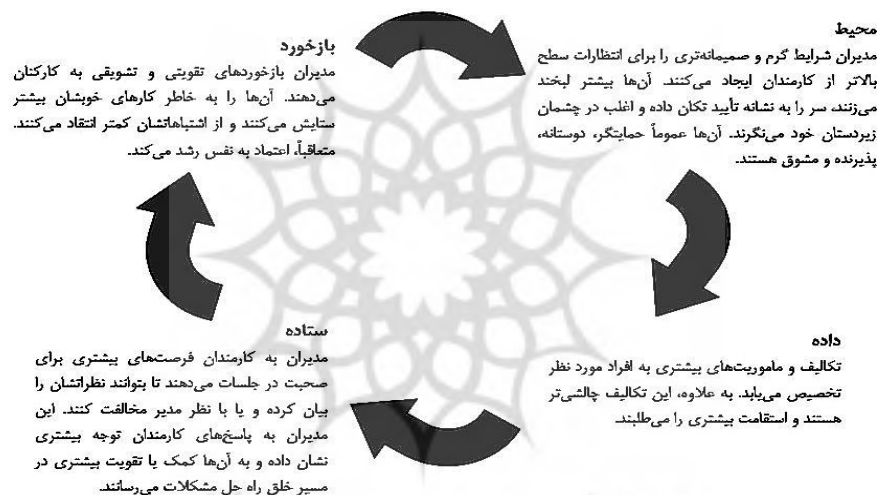 محیط
مدیران شرایط گرم و صمیمانه‌تری را برای انتظارات سطح
بالاتر از کارمندان ایجاد می‌کنند. آن‌ها بیشتر لبخند
می‌زنند، سر را به نشانه تأیید تکان داده و اغلب در چشمان
زیردستان خود می‌نگرند. آن‌ها عموماً حمایتگر، دوستانه،
پذیرنده و مشوق هستند.
داده
تکالیف و ماموریت‌های بیشتری به افراد مورد نظر
تخصیص می‌یابد. به علاوه، این تکالیف چالشی‌تر
هستند و استقامت بیشتری را می‌طلبند.
ستاده
مدیران به کارمندان فرصت‌های بیشتری برای
صحبت در جلسات می‌دهند تا بتوانند نظراتشان را
بیان کرده و یا با نظر مدیر مخالفت کنند. این
مدیران به پاسخ‌های کارمندان توجه بیشتری
نشان داده و به آن‌ها کمک یا تقویت بیشتری در
مسیر خلق راه حل مشکلات می‌رسانند.
بازخورد
مدیران بازخوردهای تقویتی و تشویقی به کارکنان
می‌دهند. آن‌ها را به خاطر کارهای خوبشان بیشتر
ستایش می‌کنند و از اشتباهاتشان کمتر انتقاد می‌کنند.
متعاقباً، اعتماد به نفس رشد می‌کند.